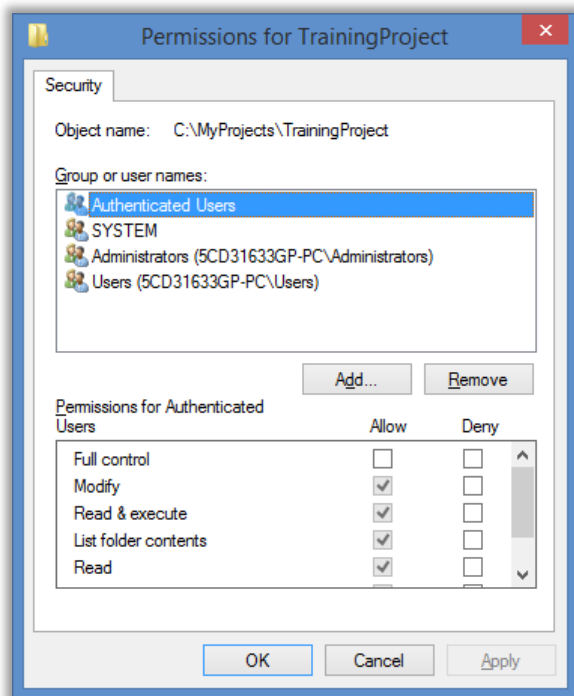 Permissions for TrainingProject
Security
Object name: C:\MyProjects\TrainingProject
Group or user names:
Authenticated Users
SYSTEM
Administrators (5CD31633GP-PC\Administrators)
Users (5CD31633GP-PC\Users)
Add... Remove
Permissions for Authenticated
Users Allow Deny
Full control
Modify
Read & execute
List folder contents
Read
OK Cancel Apply